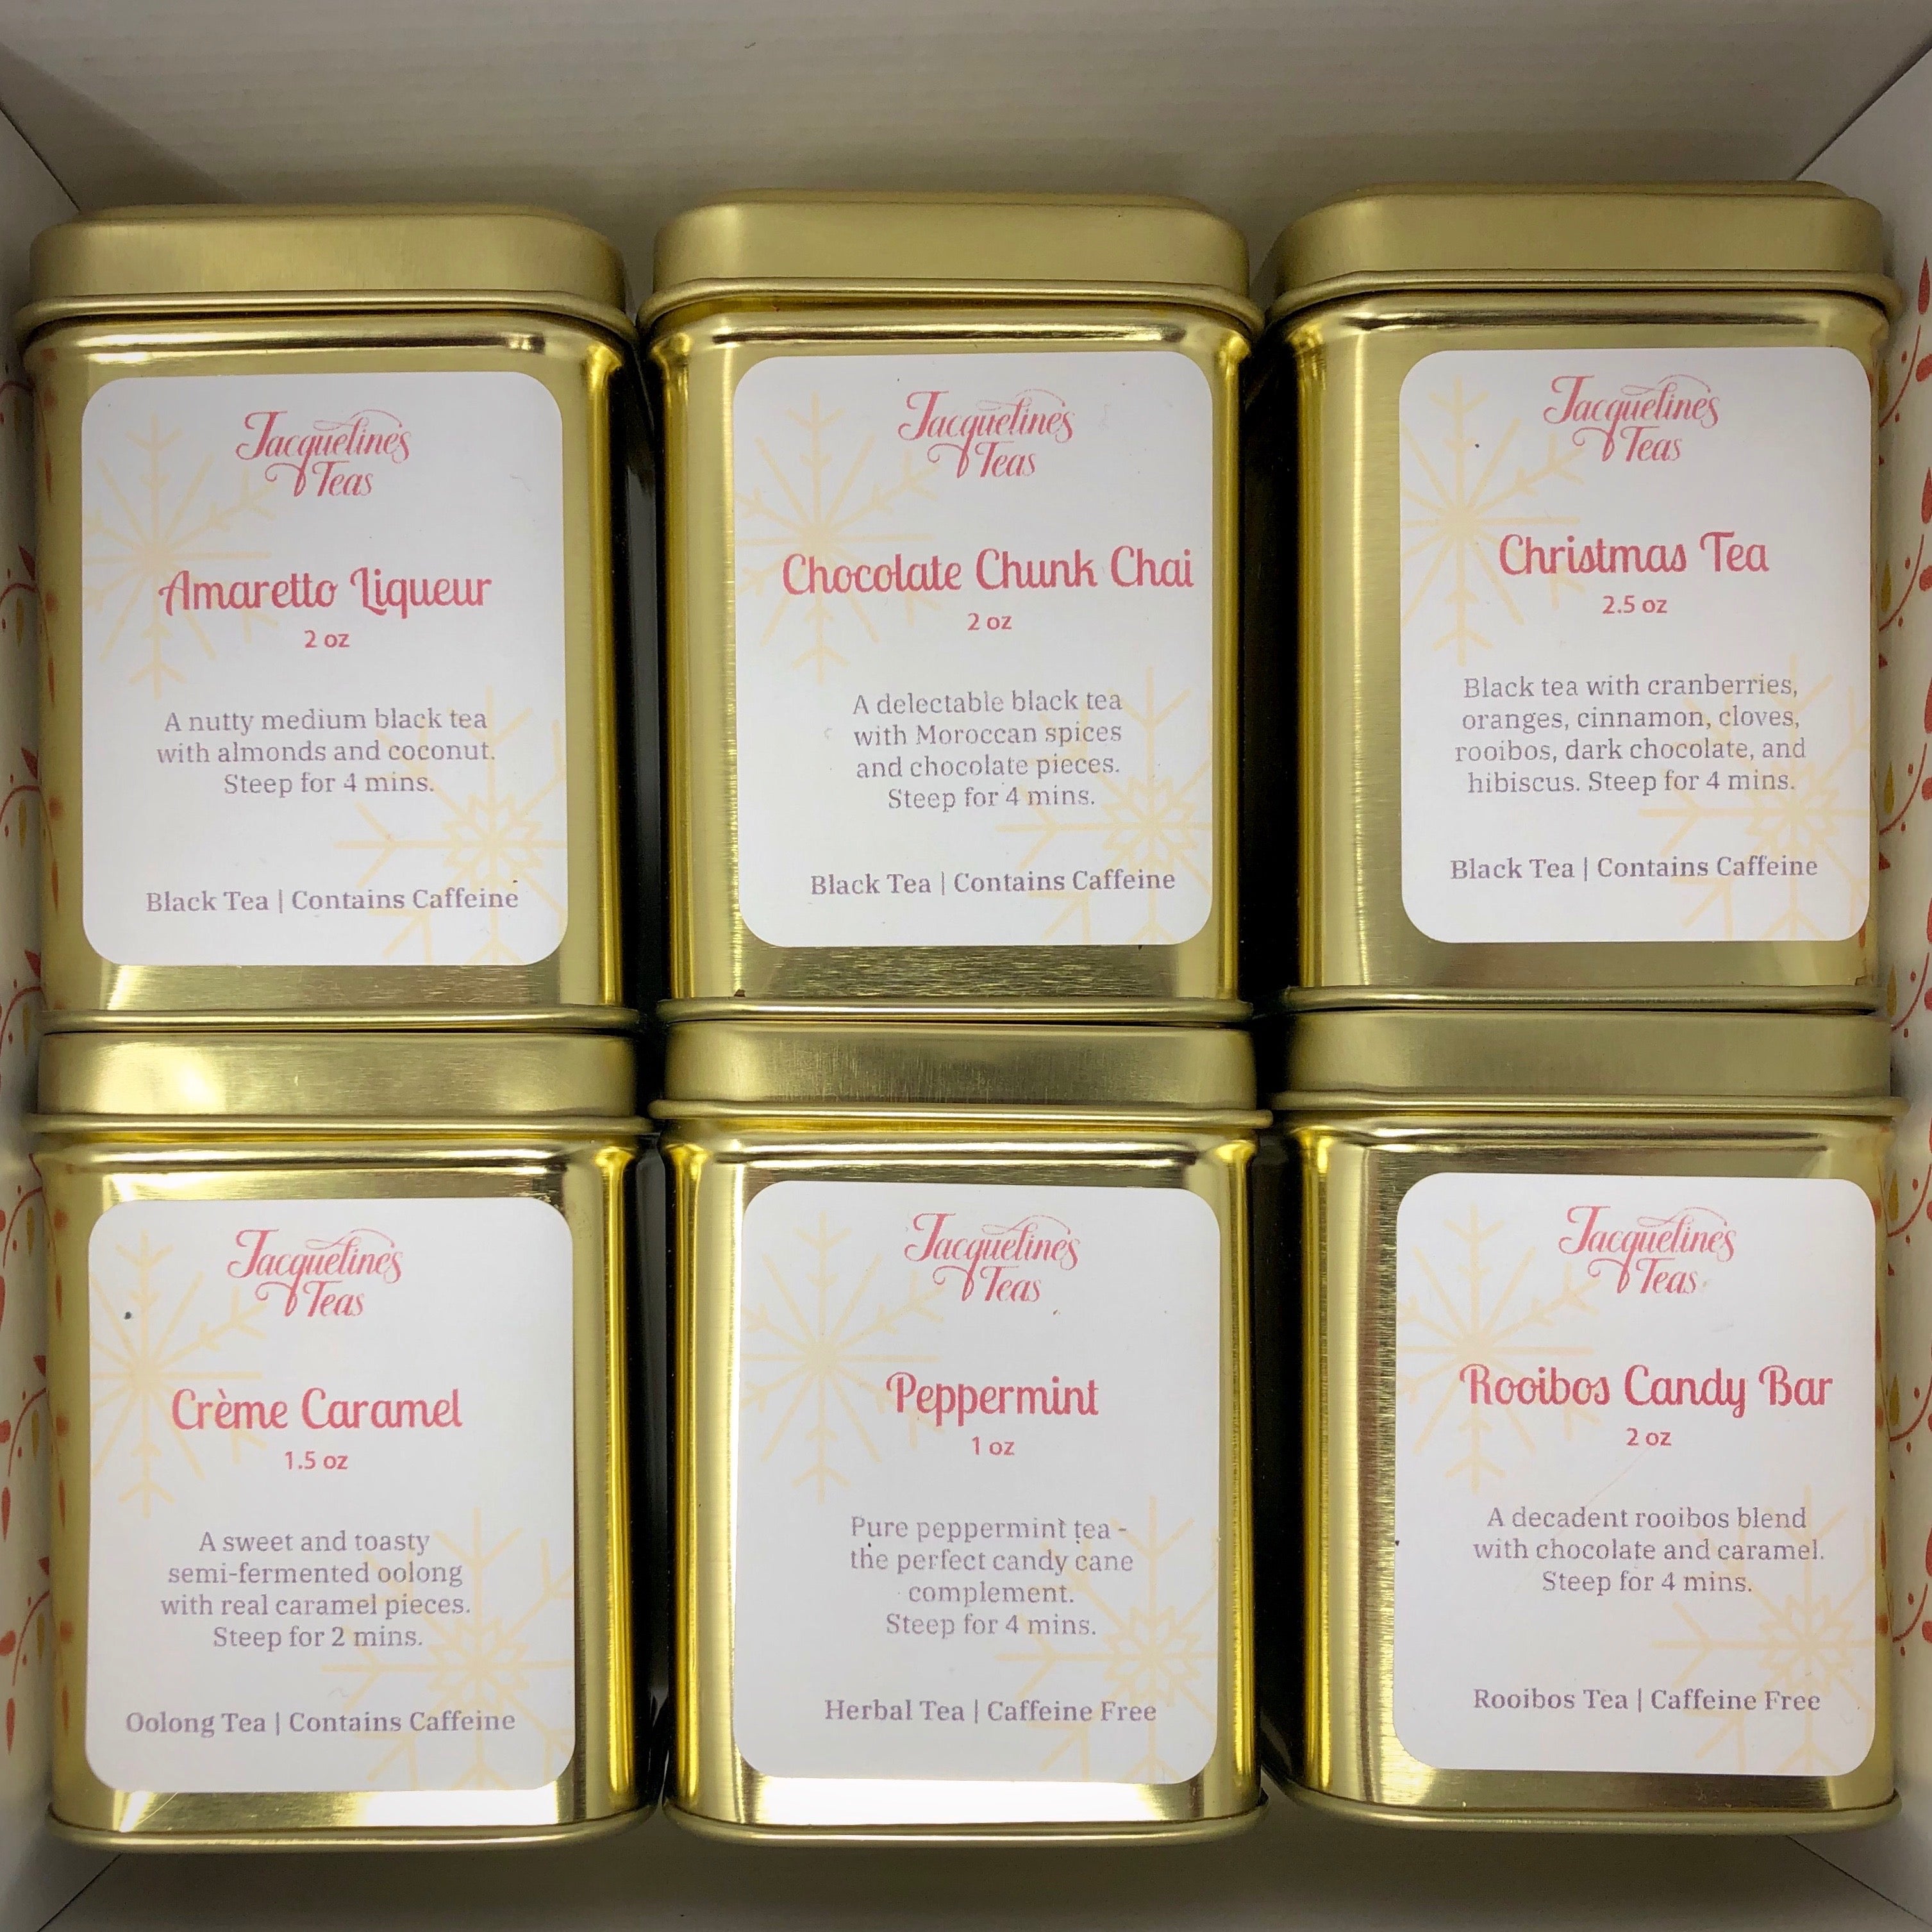 Jacqueline's
Teas
Amaretto Liqueur
2 oz
A nutty medium black tea
with almonds and coconut.
Steep for 4 mins.
Black Tea | Contains Caffeine
Jacqueline's
Teas
Chocolate Chunk Chai
2 oz
A delectable black tea
with Moroccan spices
and chocolate pieces.
Steep for 4 mins.
Black Tea | Contains Caffeine
Jacqueline's
Teas
Christmas Tea
2.5 oz
Black tea with cranberries,
oranges, cinnamon, cloves,
rooibos, dark chocolate, and
hibiscus. Steep for 4 mins.
Black Tea | Contains Caffeine
Jacqueline's
Teas
Crème Caramel
1.5 oz
A sweet and toasty
semi-fermented oolong
with real caramel pieces.
Steep for 2 mins.
Oolong Tea | Contains Caffeine
Jacqueline's
Teas
Peppermint
1 oz
Pure peppermint tea -
the perfect candy cane
complement.
Steep for 4 mins.
Herbal Tea | Caffeine Free
Jacqueline's
Teas
Rooibos Candy Bar
2 oz
A decadent rooibos blend
with chocolate and caramel.
Steep for 4 mins.
Rooibos Tea | Caffeine Free